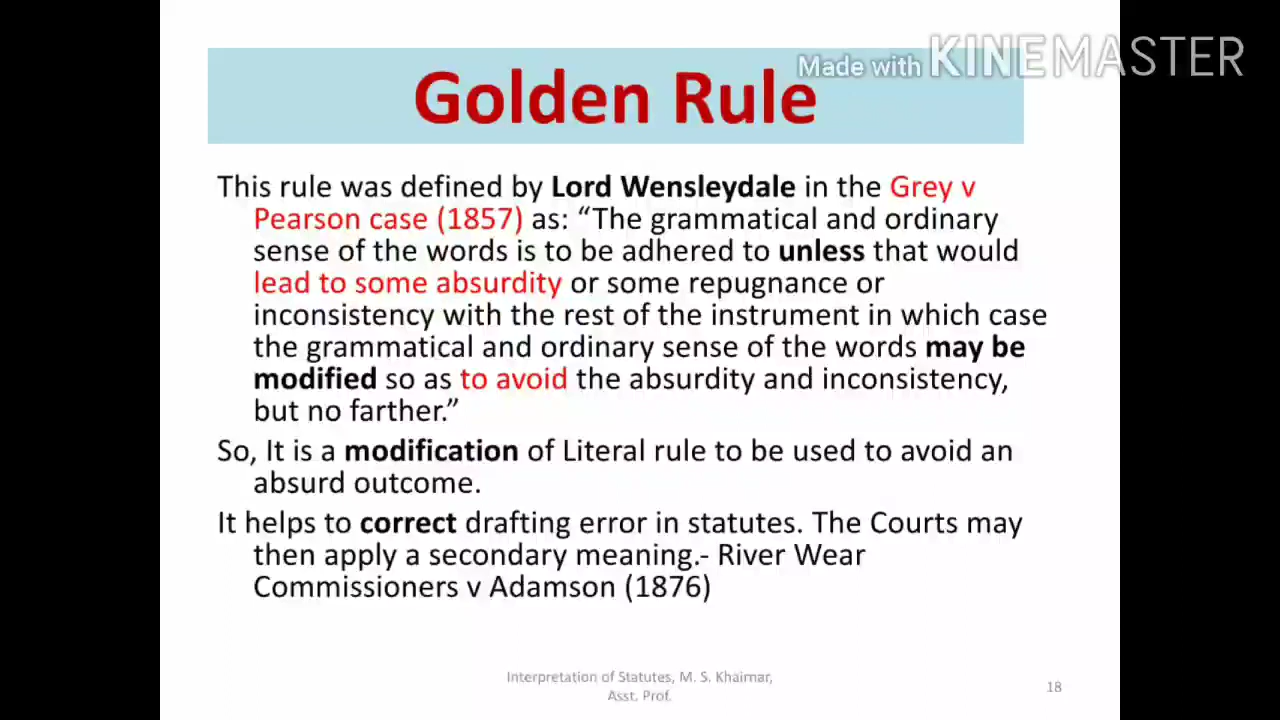 Made with KINEMASTER
Golden Rule
This rule was defined by Lord Wensleydale in the Grey v
Pearson case (1857) as: “The grammatical and ordinary
sense of the words is to be adhered to unless that would
lead to some absurdity or some repugnance or
inconsistency with the rest of the instrument in which case
the grammatical and ordinary sense of the words may be
modified so as to avoid the absurdity and inconsistency,
but no farther.”
So, It is a modification of Literal rule to be used to avoid an
absurd outcome.
It helps to correct drafting error in statutes. The Courts may
then apply a secondary meaning.- River Wear
Commissioners v Adamson (1876)
Interpretation of Statutes, M. S. Khaimar,
Asst. Prof.
18